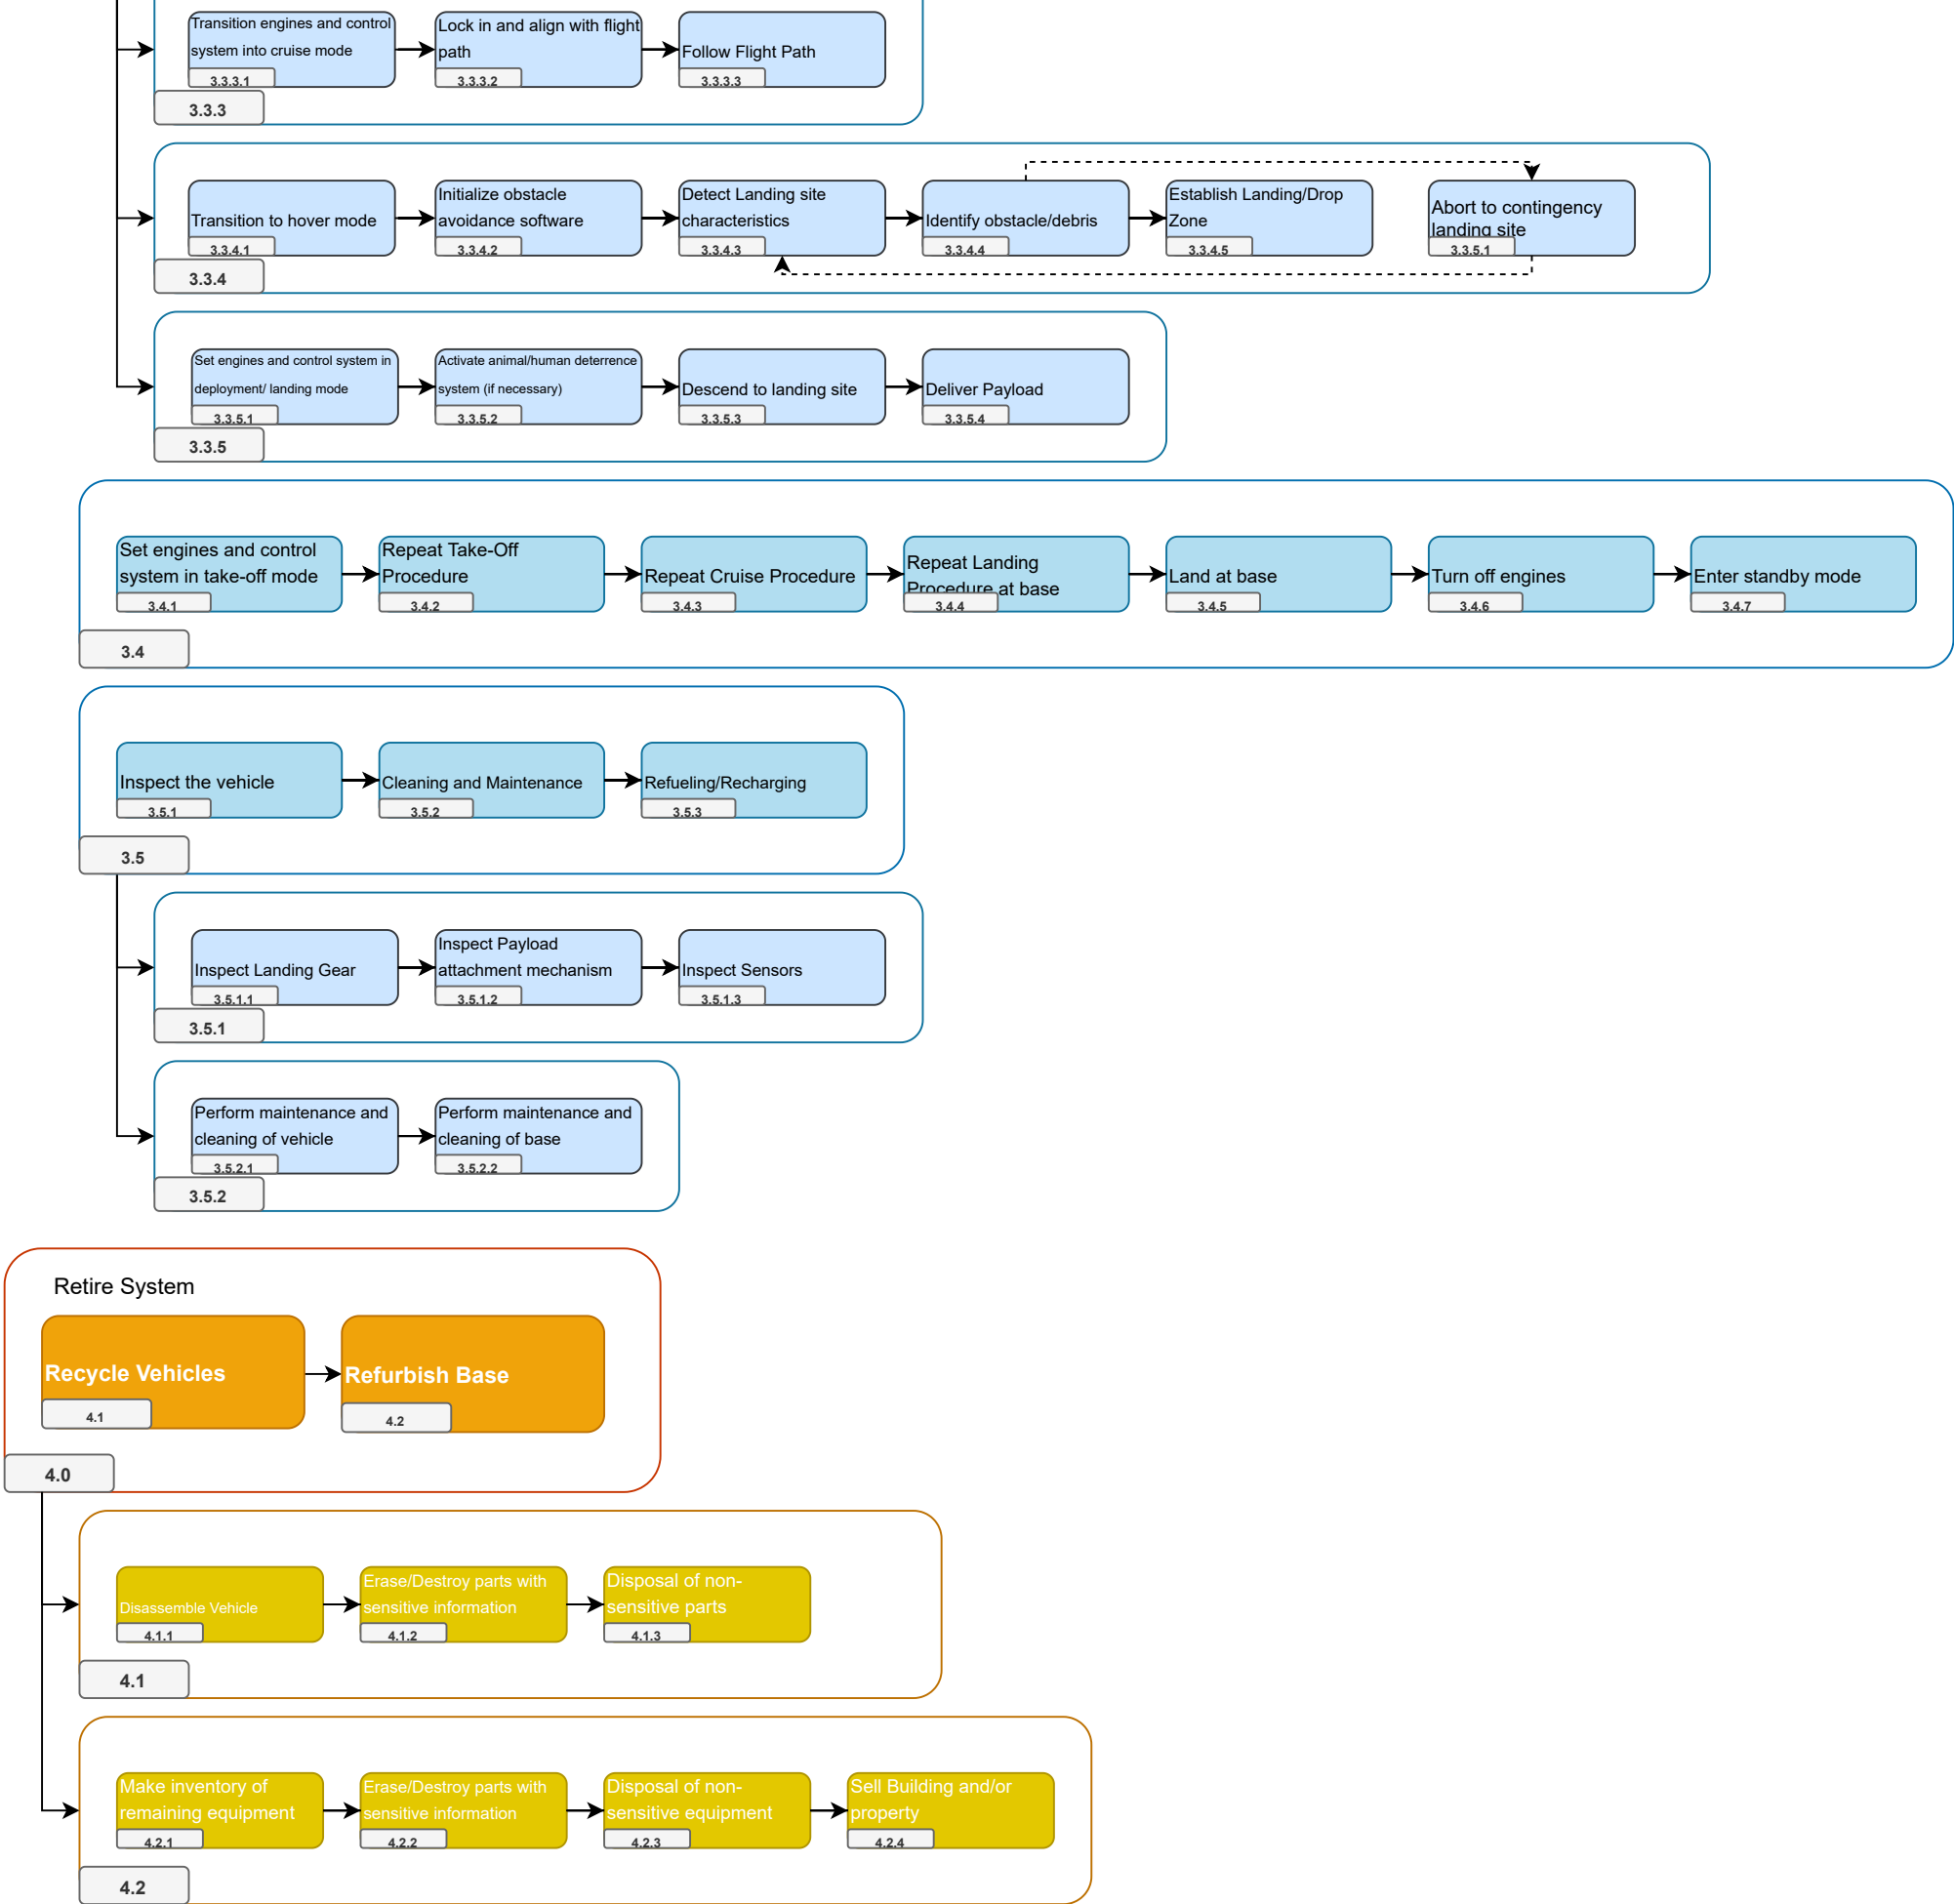 Transition engines and control
system into cruise mode
3.3.3.1
Lock in and align with flight
path
3.3.3.2
Follow Flight Path
3.3.3.3
3.3.3
Transition to hover mode
3.3.4.1
Initialize obstacle
avoidance software
3.3.4.2
Detect Landing site
characteristics
3.3.4.3
Identify obstacle/debris
3.3.4.4
Establish Landing/Drop
Zone
3.3.4.5
Abort to contingency
landing site
3.3.5.1
3.3.4
Set engines and control system in
deployment/ landing mode
3.3.5.1
Activate animal/human deterrence
system (if necessary)
3.3.5.2
Descend to landing site
3.3.5.3
Deliver Payload
3.3.5.4
3.3.5
Set engines and control
system in take-off mode
3.4.1
Repeat Take-Off
Procedure
3.4.2
Repeat Cruise Procedure
3.4.3
Repeat Landing
Procedure at base
3.4.4
Land at base
3.4.5
Turn off engines
3.4.6
Enter standby mode
3.4.7
3.4
Inspect the vehicle
3.5.1
Cleaning and Maintenance
3.5.2
Refueling/Recharging
3.5.3
3.5
Inspect Landing Gear
3.5.1.1
Inspect Payload
attachment mechanism
3.5.1.2
Inspect Sensors
3.5.1.3
3.5.1
Perform maintenance and
cleaning of vehicle
3.5.2.1
Perform maintenance and
cleaning of base
3.5.2.2
3.5.2
Retire System
Recycle Vehicles
4.1
Refurbish Base
4.2
4.0
Disassemble Vehicle
4.1.1
Erase/Destroy parts with
sensitive information
4.1.2
Disposal of non-
sensitive parts
4.1.3
4.1
Make inventory of
remaining equipment
4.2.1
Erase/Destroy parts with
sensitive information
4.2.2
Disposal of non-
sensitive equipment
4.2.3
Sell Building and/or
property
4.2.4
4.2